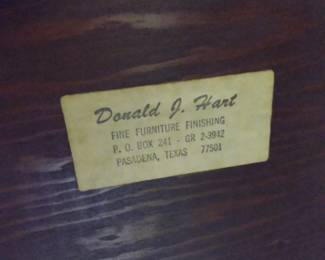 Donald J. Hart
FINE FURNITURE FINISHING
P. O. BOX 241 - GR 2-3942
PASADENA, TEXAS 77501